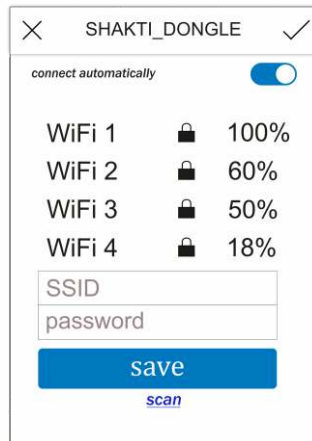 SHAKTI_DONGLE
connect automatically
WiFi 1 100%
WiFi 2 60%
WiFi 3 50%
WiFi 4 18%
SSID
password
save
scan